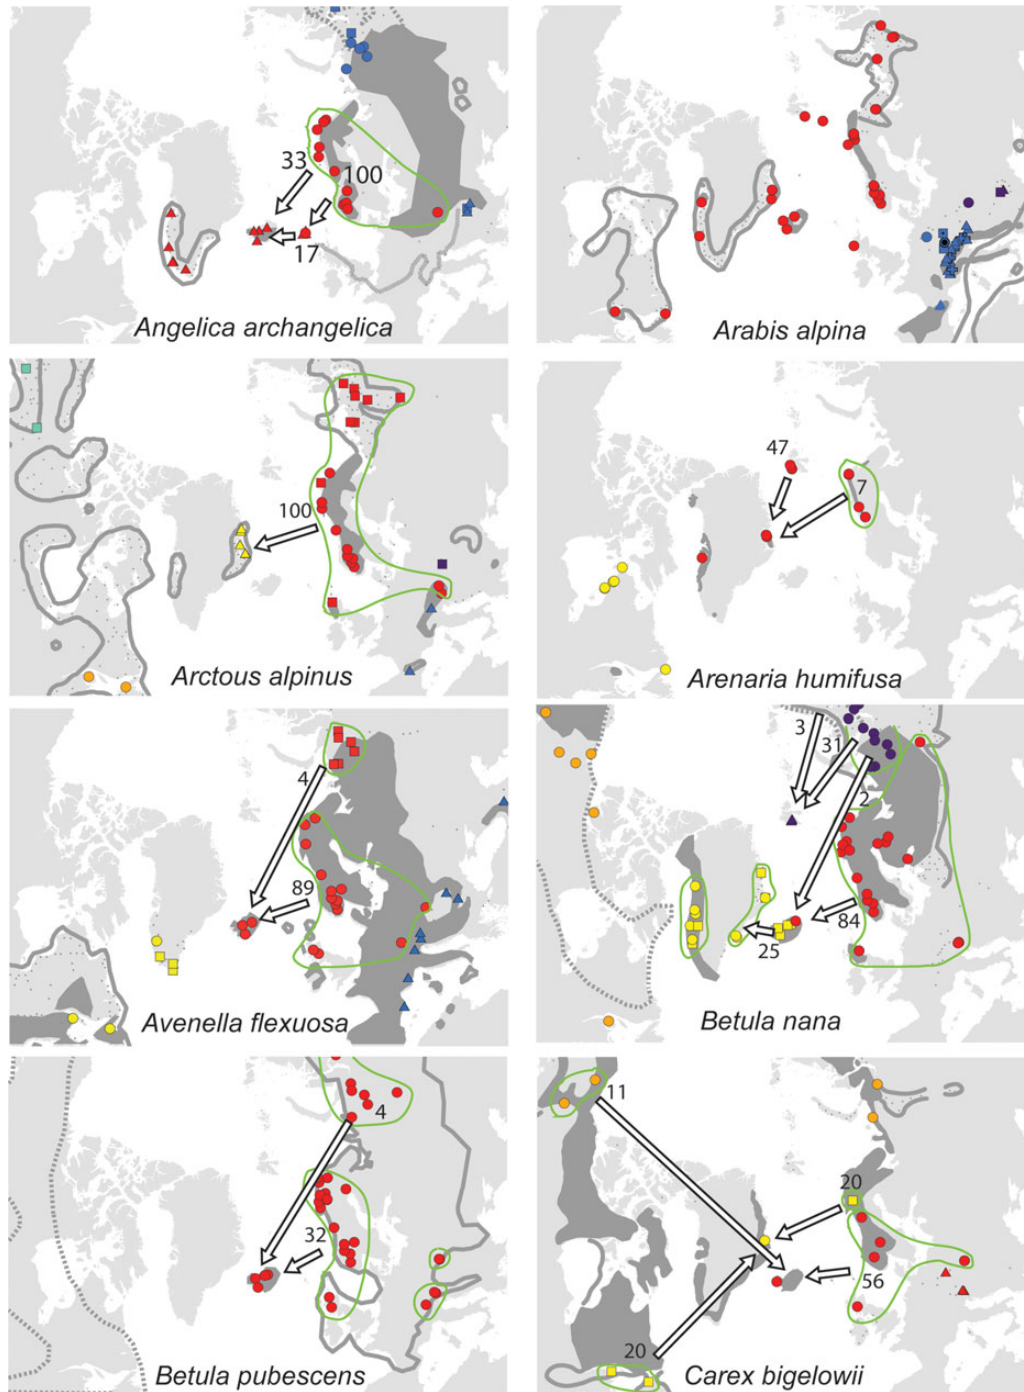 33
100
17
Angelica archangelica
Arabis alpina
100
Arctous alpinus
47
7
Arenaria humifusa
4
89
Avenella flexuosa
3
31
2
84
25
Betula nana
4
32
Betula pubescens
11
20
56
20
Carex bigelowii